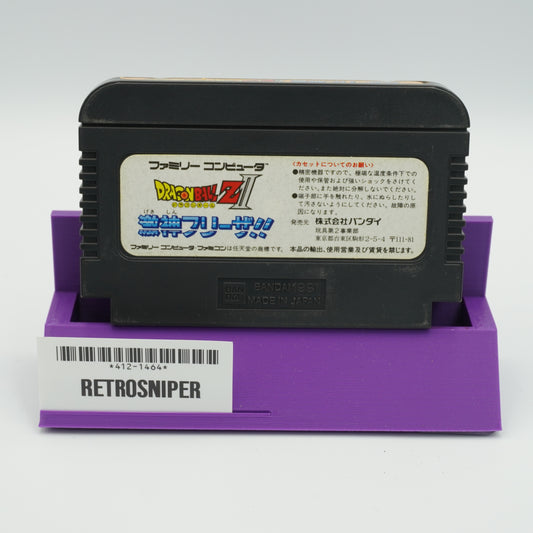 ファミリー コンピュータ™
DRAGON BALL Z II
げき しん
激神フリーザ!!
ファミリー コンピュータ・ファミコンは任天堂の商標です。
〈カセットについてのお願い〉
●精密機器ですので、極端な温度条件下での
使用や保管および強いショックをさけてく
ださい。また絶対に分解しないでください。
●端子部に手を触れたり、水にぬらしたりし
て汚さないようにしてください。故障の原
因になります。
発売元 株式会社バンダイ
玩具第2事業部
東京都台東区駒形2-5-4 〒111-81
本品の輸出、使用営業及び賃貸を禁じます。
BANDAI 1991
MADE IN JAPAN
*412-1464*
RETROSNIPER